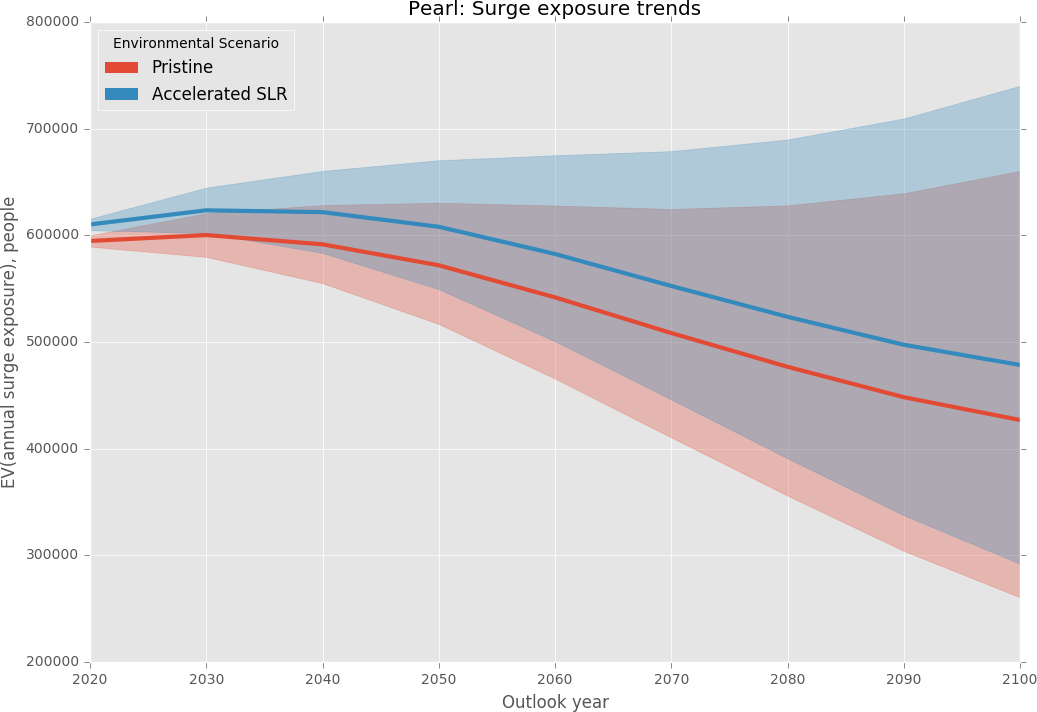 Pearl: Surge exposure trends
800000
700000
600000
500000
400000
300000
200000
EV(annual surge exposure), people
Environmental Scenario
Pristine
Accelerated SLR
2020 2030 2040 2050 2060 2070 2080 2090 2100
Outlook year